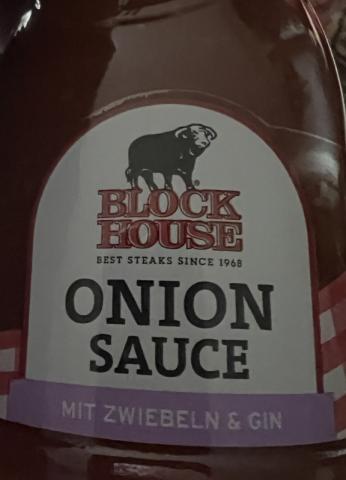 BLOCK
HOUSE
BEST STEAKS SINCE 1968
ONION
SAUCE
MIT ZWIEBELN & GIN